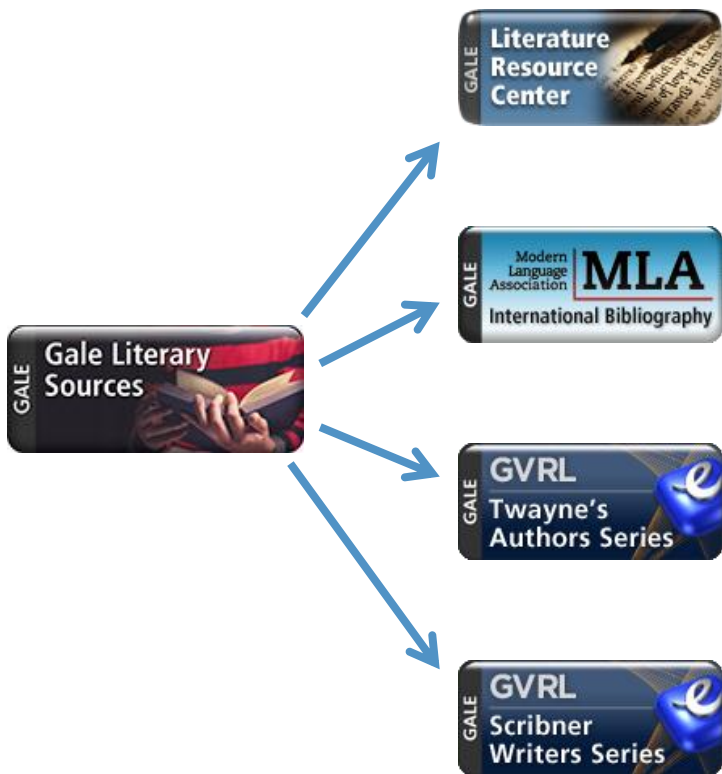 GALE
Literature
Resource
Center
GALE
Modern
Language
Association
MLA
International Bibliography
GALE
Gale Literary
Sources
GALE
GVRL
Twayne's
Authors Series
e
GALE
GVRL
Scribner
Writers Series
e